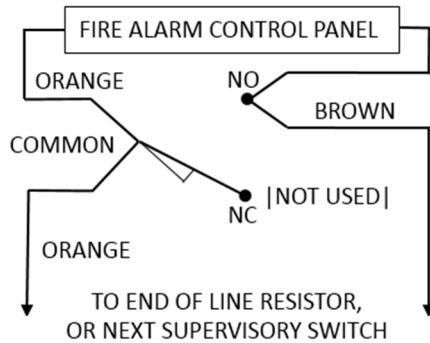 FIRE ALARM CONTROL PANEL
ORANGE
NO
BROWN
COMMON
|NOT USED|
NC
ORANGE
TO END OF LINE RESISTOR,
OR NEXT SUPERVISORY SWITCH